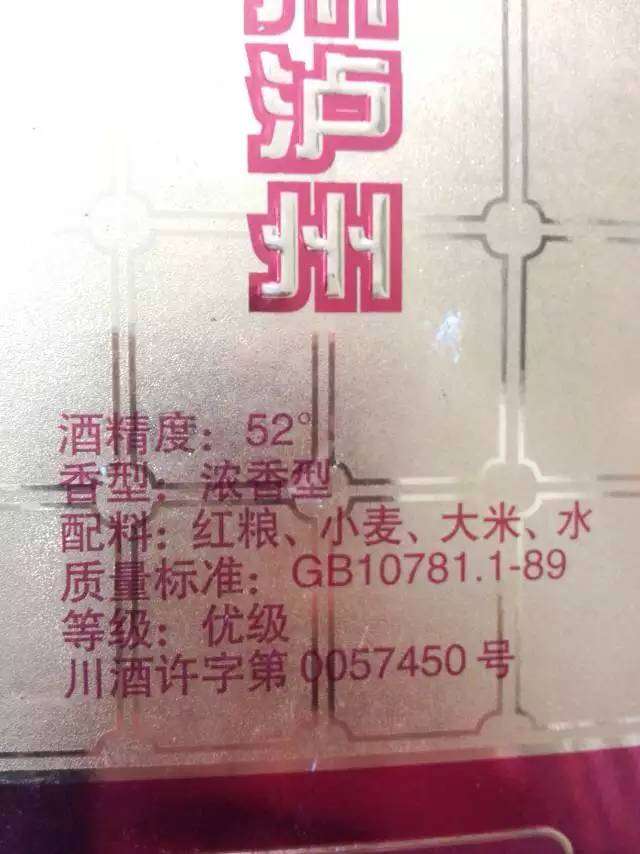 泸
州
酒精度：52°
香型：浓香型
配料：红粮、小麦、大米、水
质量标准：GB10781.1-89
等级：优级
川酒许字第0057450号